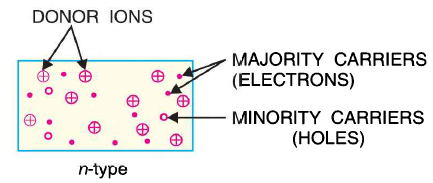 DONOR IONS
MAJORITY CARRIERS
(ELECTRONS)
MINORITY CARRIERS
(HOLES)
n-type